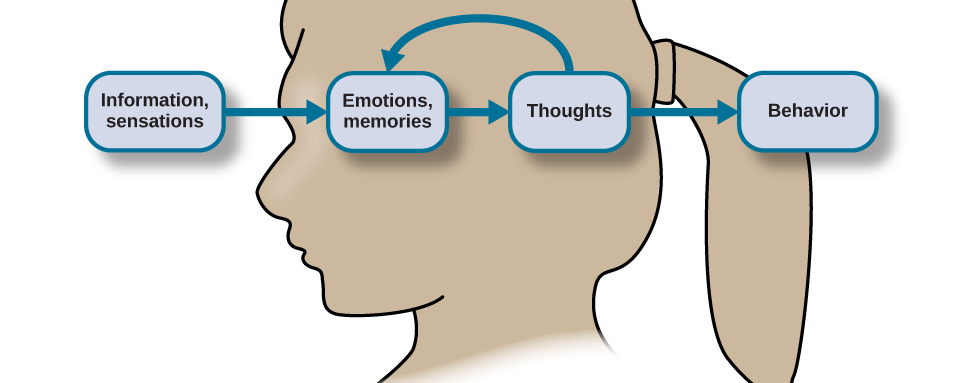 Information,
sensations
Emotions,
memories
Thoughts
Behavior